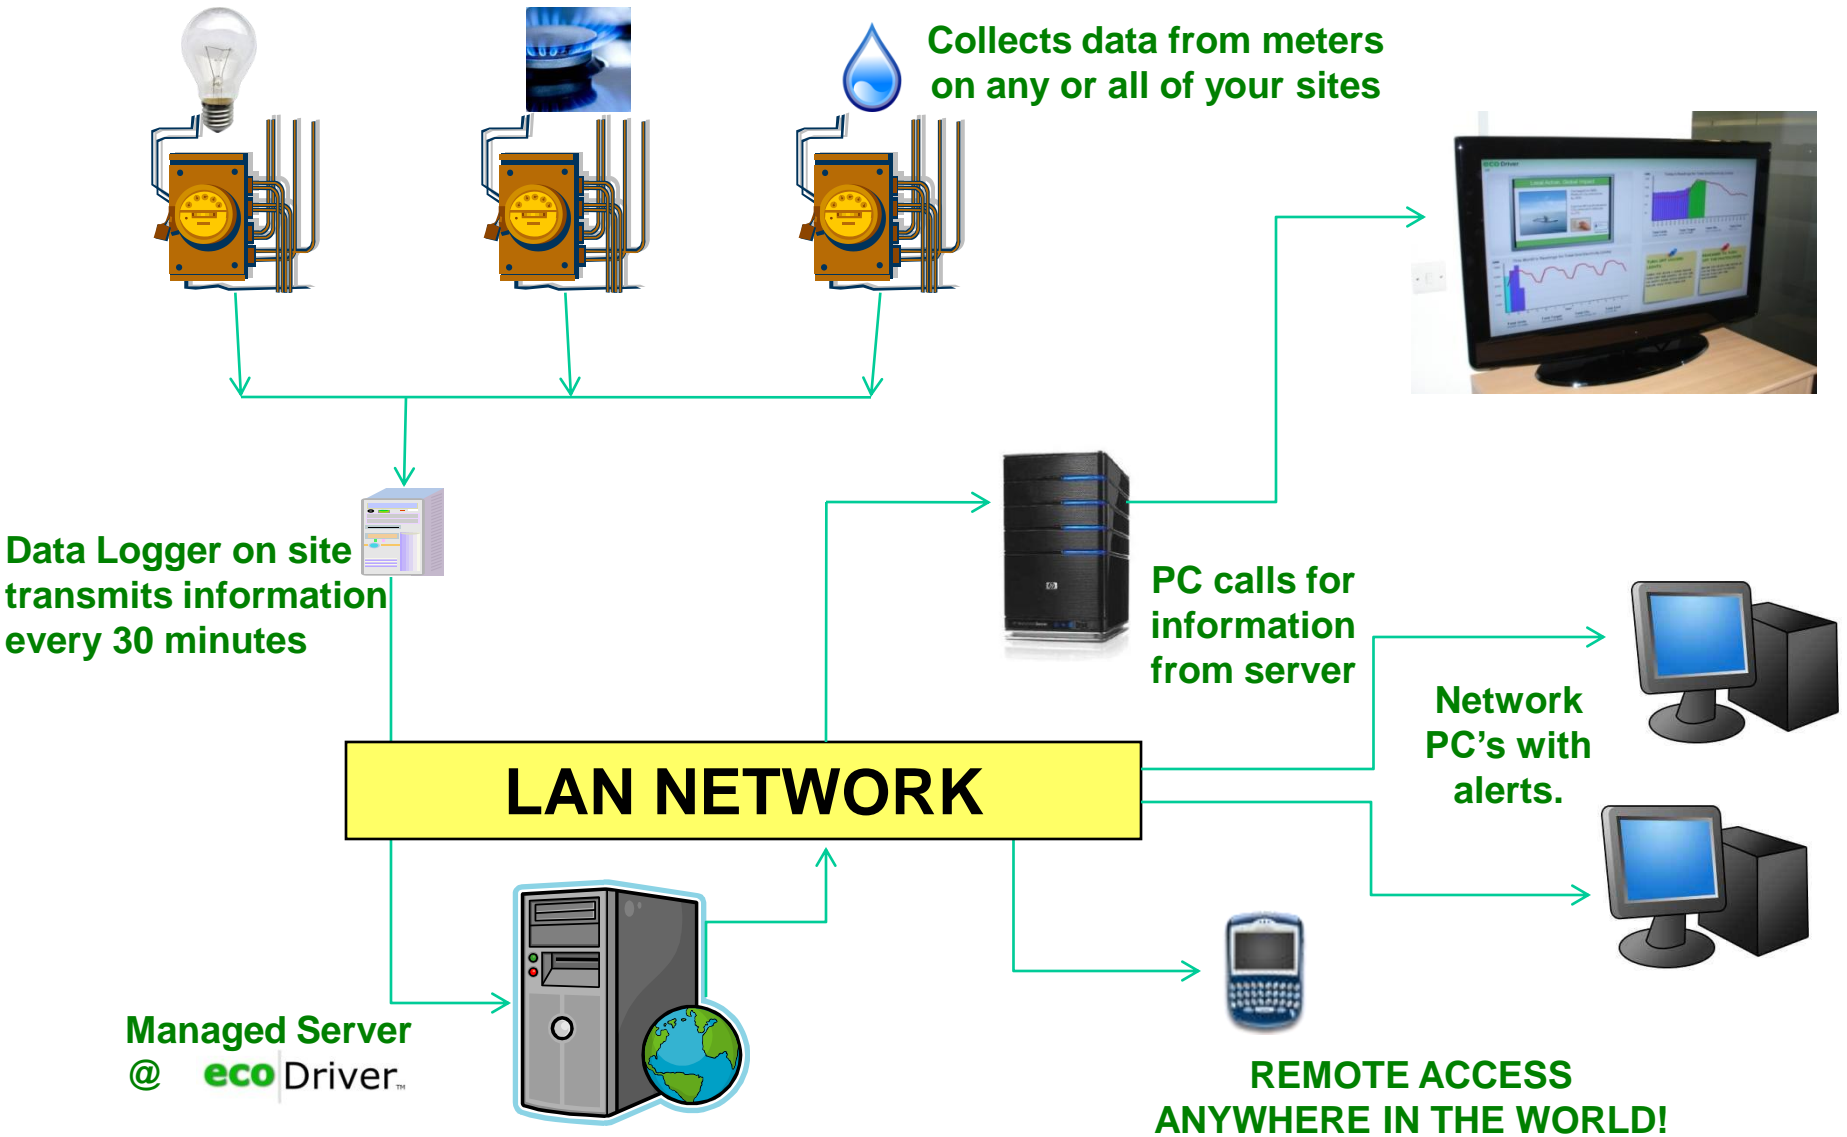 Collects data from meters
on any or all of your sites
eco Driver
Data Logger on site
transmits information
every 30 minutes
PC calls for
information
from server
Network
PC’s with
alerts.
LAN NETWORK
Managed Server
@ eco Driver™
REMOTE ACCESS
ANYWHERE IN THE WORLD!